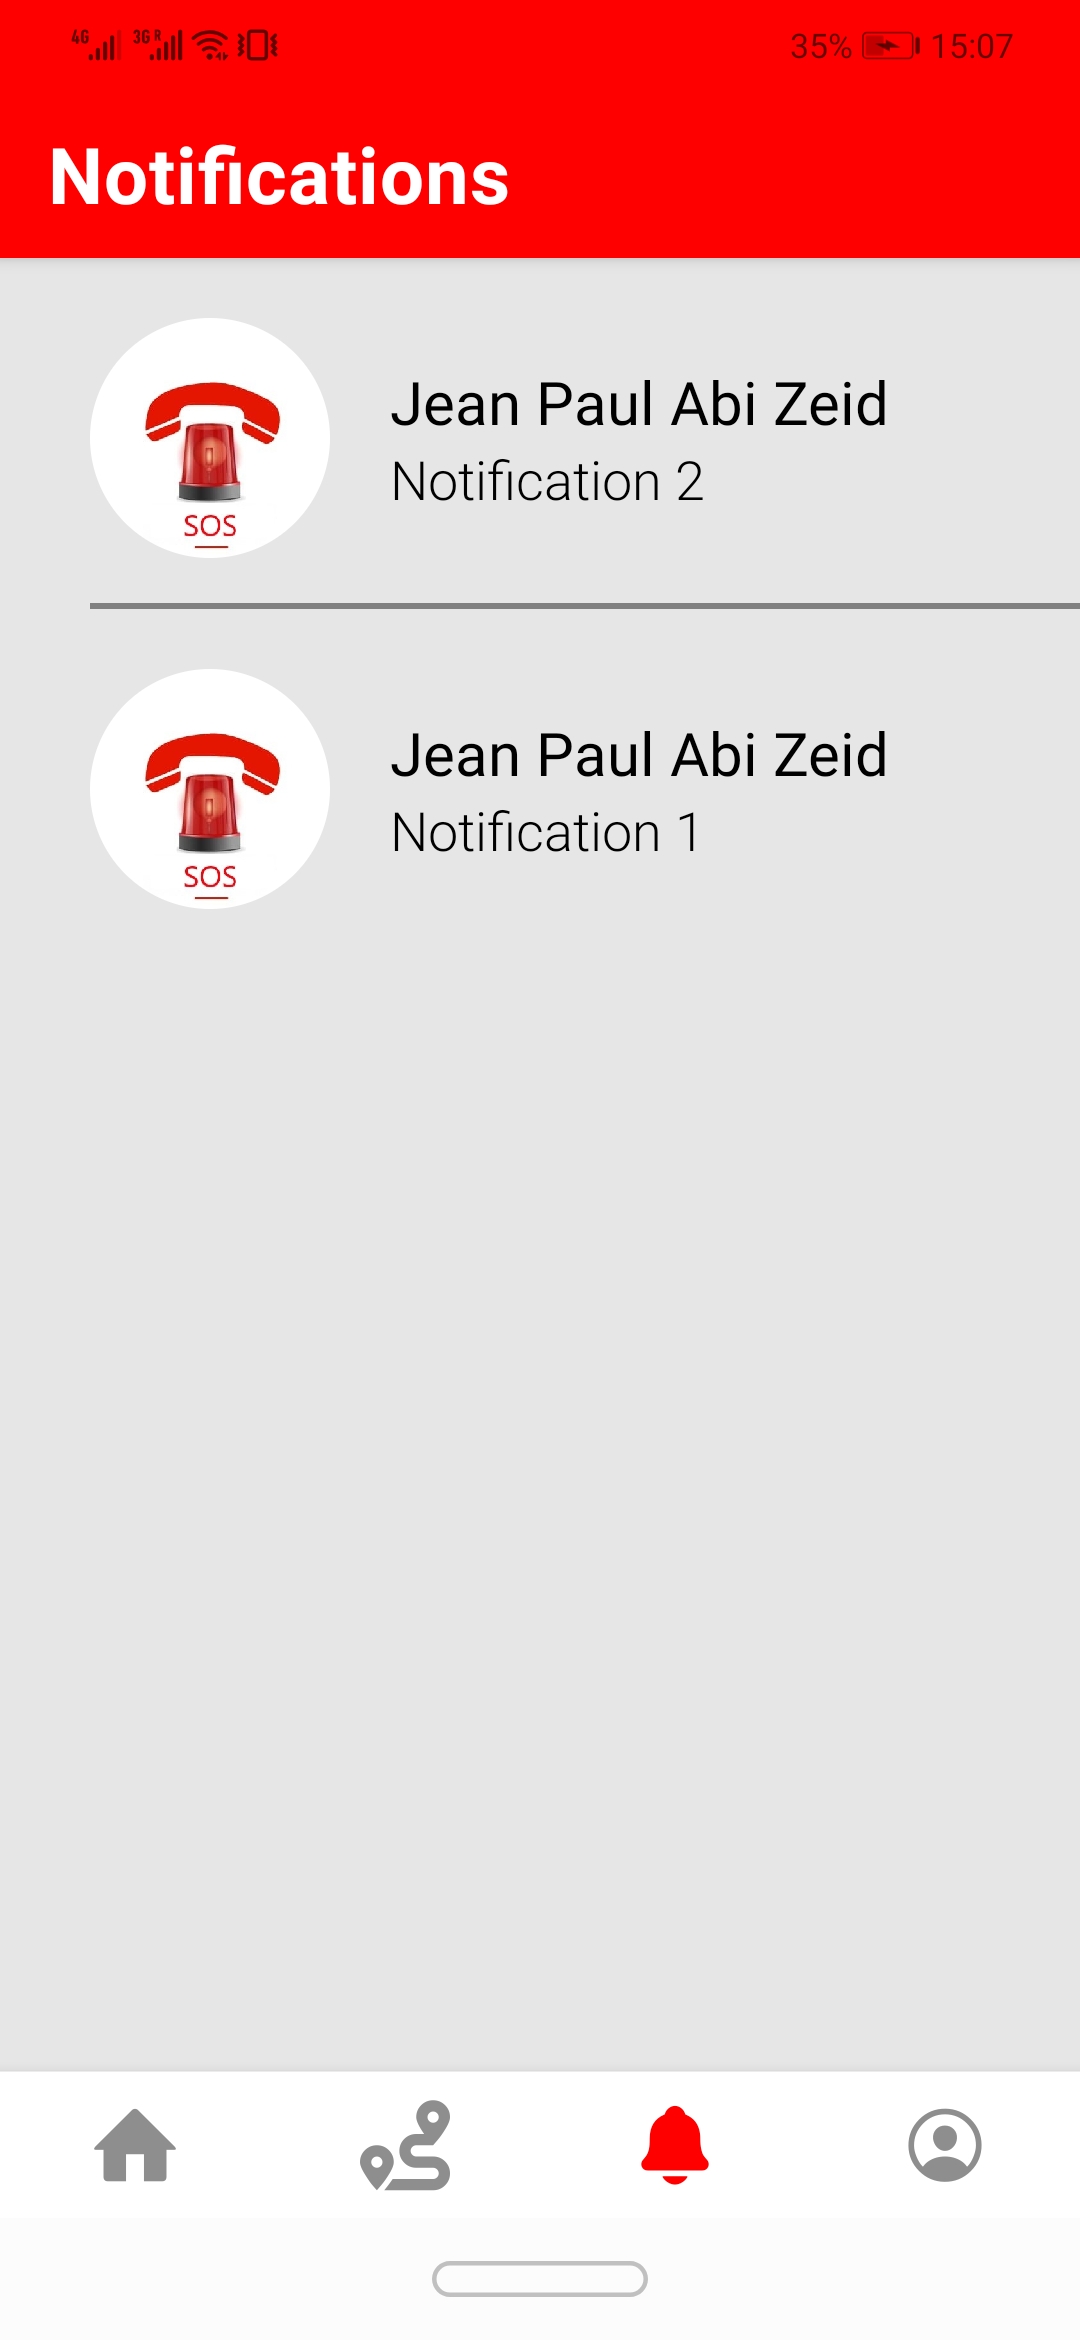 4G 3G R 35% 15:07
Notifications
Jean Paul Abi Zeid
Notification 2
SOS
Jean Paul Abi Zeid
Notification 1
SOS